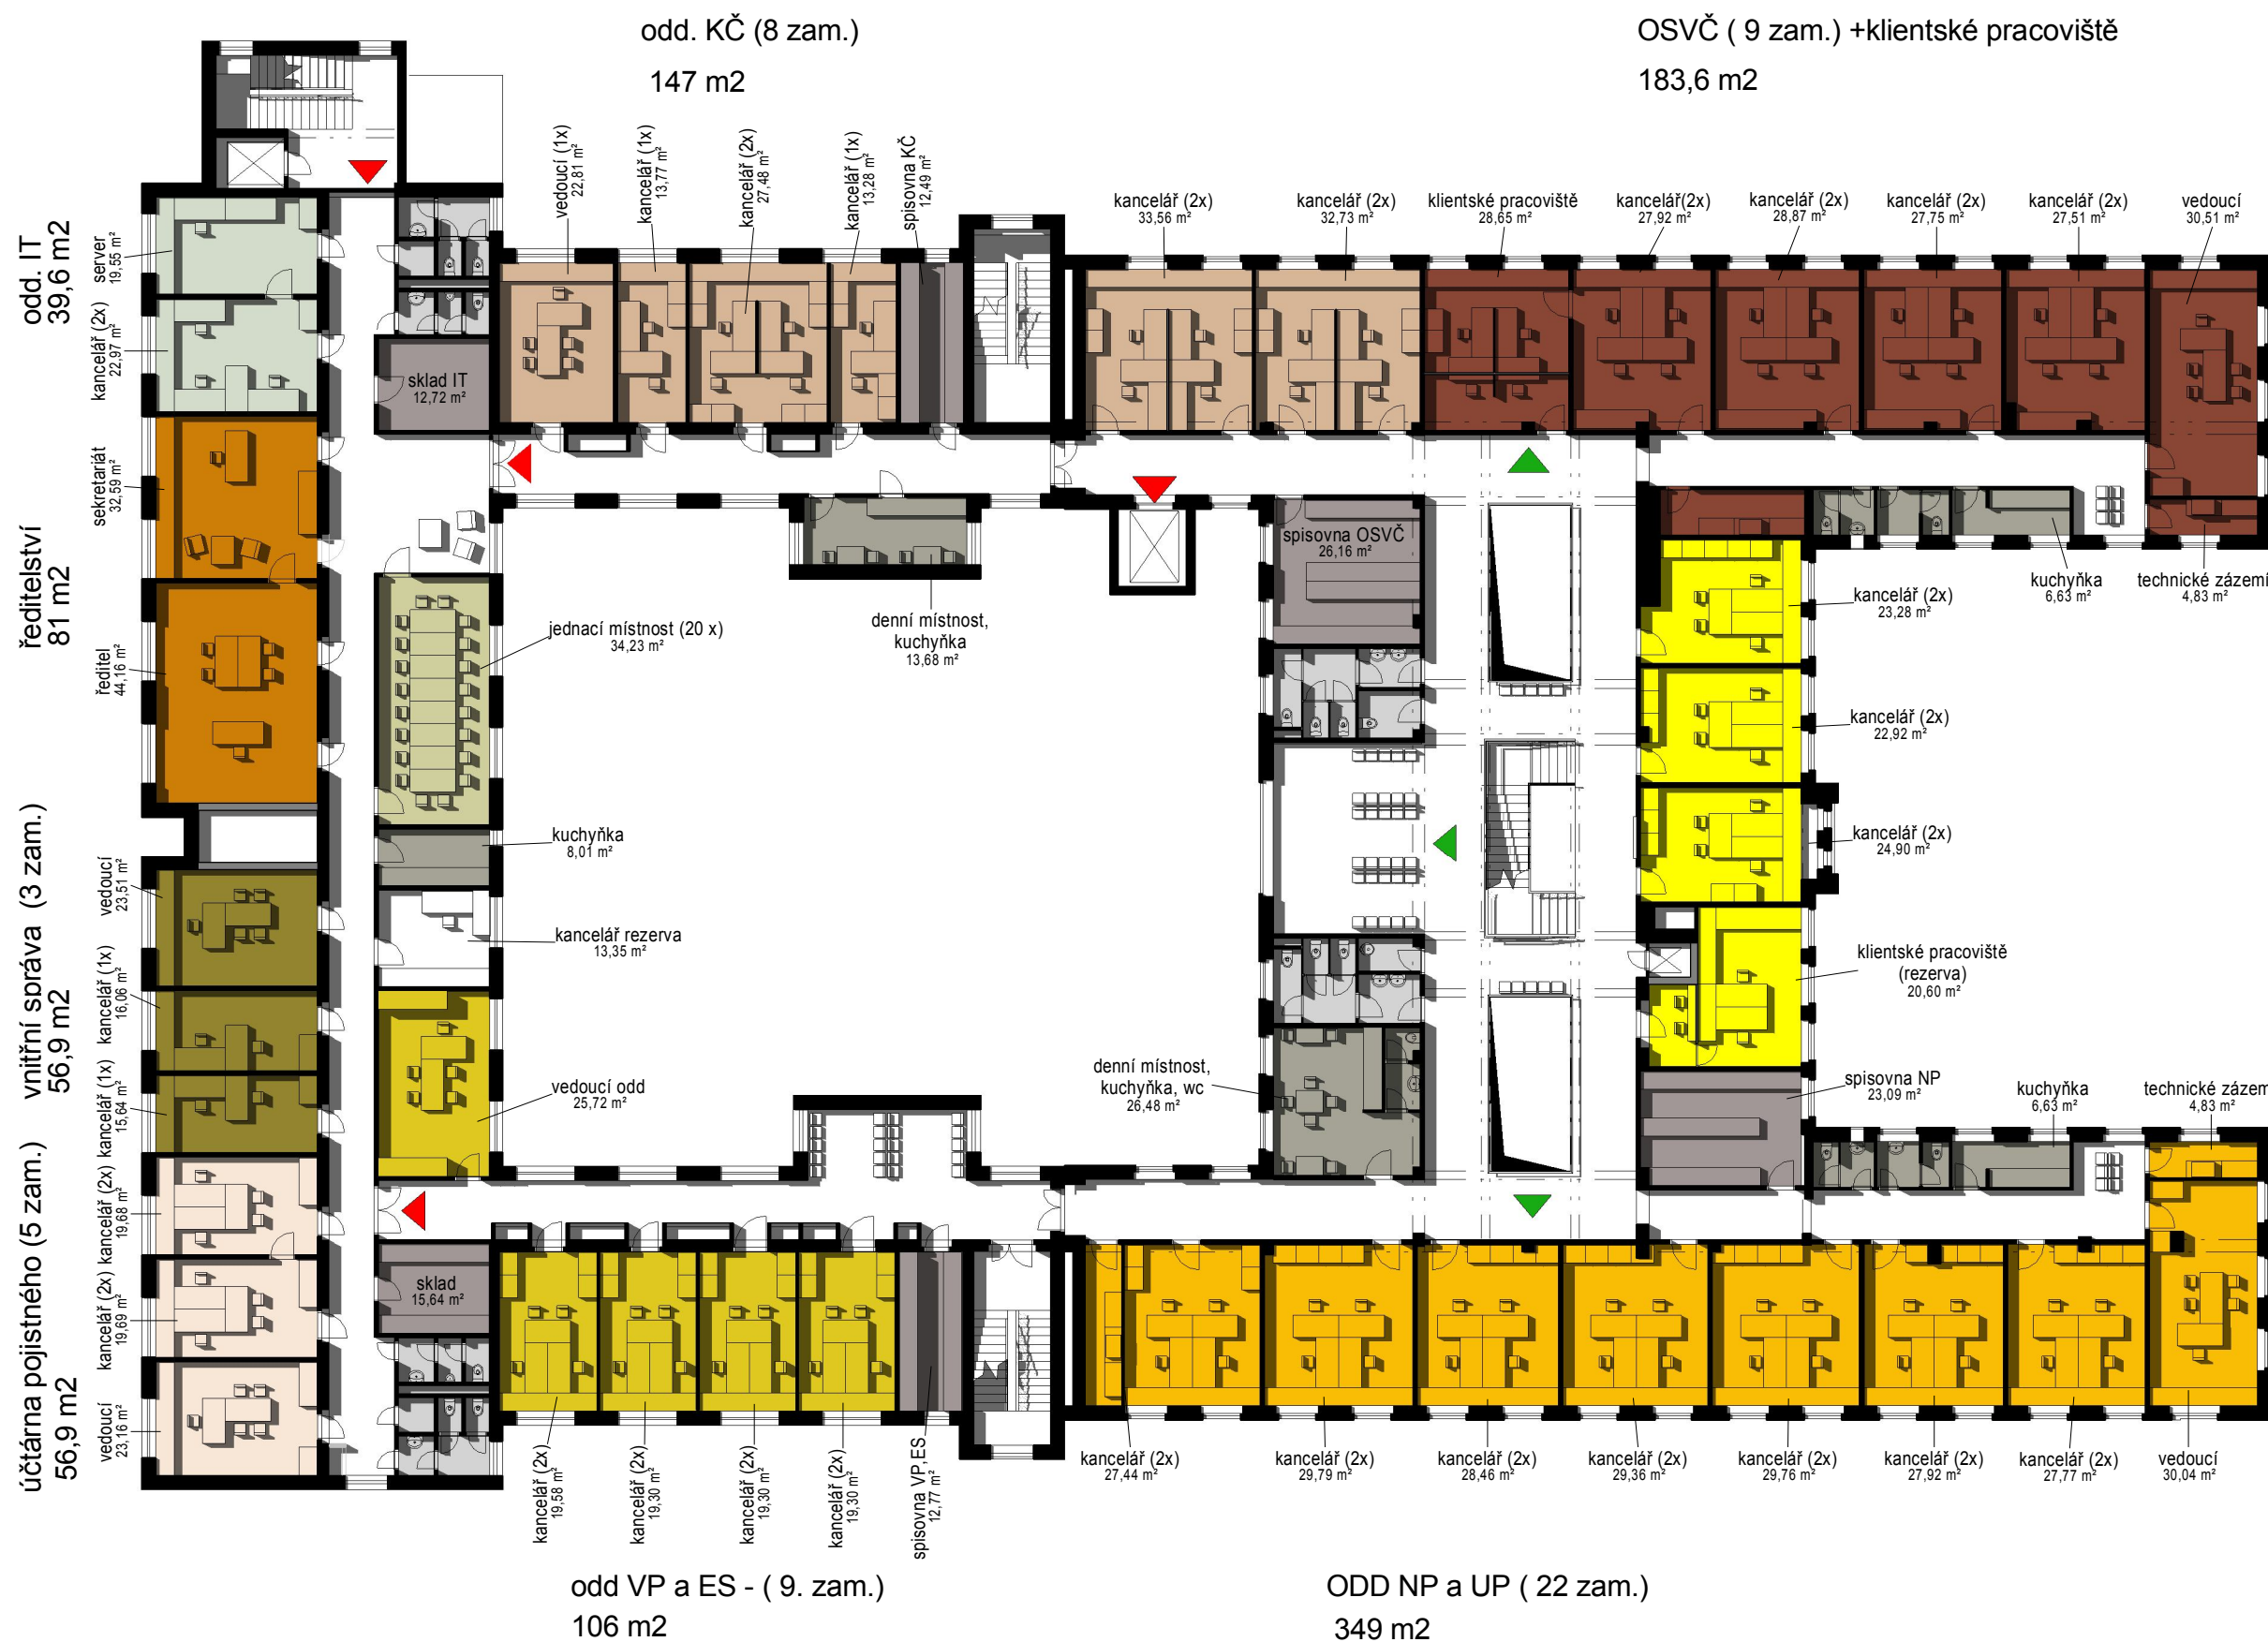 odd. KČ (8 zam.)
147 m2
OSVČ ( 9 zam.) +klientské pracoviště
183,6 m2
odd. IT
39,6 m2
server
19,55 m²
kancelář (2x)
22,97 m²
ředitelství
81 m2
sekretariát
32,59 m²
ředitel
44,16 m²
vnitřní správa (3 zam.)
56,9 m2
vedoucí
23,51 m²
kancelář (1x)
16,06 m²
kancelář (1x)
15,64 m²
účtárna pojistného (5 zam.)
56,9 m2
kancelář (2x)
19,68 m²
kancelář (2x)
19,69 m²
vedoucí
23,16 m²
vedoucí (1x)
22,81 m²
kancelář (1x)
13,77 m²
kancelář (2x)
27,48 m²
kancelář (1x)
13,28 m²
spisovna KČ
12,49 m²
kancelář (2x)
33,56 m²
kancelář (2x)
32,73 m²
klientské pracoviště
28,65 m²
kancelář(2x)
27,92 m²
kancelář (2x)
28,87 m²
kancelář (2x)
27,75 m²
kancelář (2x)
27,51 m²
vedoucí
30,51 m²
sklad IT
12,72 m²
spisovna OSVČ
26,16 m²
kuchyňka
6,63 m²
technické zázemí
4,83 m²
kancelář (2x)
23,28 m²
jednací místnost (20 x)
34,23 m²
denní místnost,
kuchyňka
13,68 m²
kancelář (2x)
22,92 m²
kuchyňka
8,01 m²
kancelář (2x)
24,90 m²
kancelář rezerva
13,35 m²
klientské pracoviště
(rezerva)
20,60 m²
vedoucí odd
25,72 m²
denní místnost,
kuchyňka, wc
26,48 m²
spisovna NP
23,09 m²
kuchyňka
6,63 m²
technické zázem
4,83 m²
sklad
15,64 m²
kancelář (2x)
19,58 m²
kancelář (2x)
19,30 m²
kancelář (2x)
19,30 m²
kancelář (2x)
19,30 m²
spisovna VP,ES
12,77 m²
kancelář (2x)
27,44 m²
kancelář (2x)
29,79 m²
kancelář (2x)
28,46 m²
kancelář (2x)
29,36 m²
kancelář (2x)
29,76 m²
kancelář (2x)
27,92 m²
kancelář (2x)
27,77 m²
vedoucí
30,04 m²
odd VP a ES - ( 9. zam.)
106 m2
ODD NP a UP ( 22 zam.)
349 m2